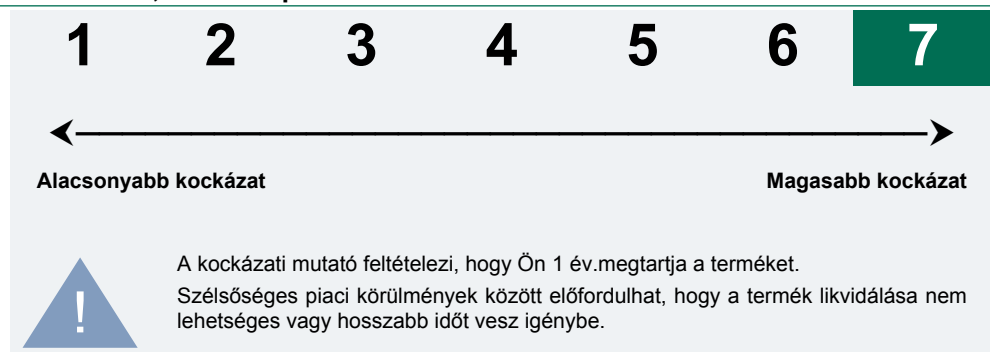 1 2 3 4 5 6 7
Alacsonyabb kockázat Magasabb kockázat
A kockázati mutató feltételezi, hogy Ön 1 év.megtartja a terméket.
! Szélsőséges piaci körülmények között előfordulhat, hogy a termék likvidálása nem
lehetséges vagy hosszabb időt vesz igénybe.